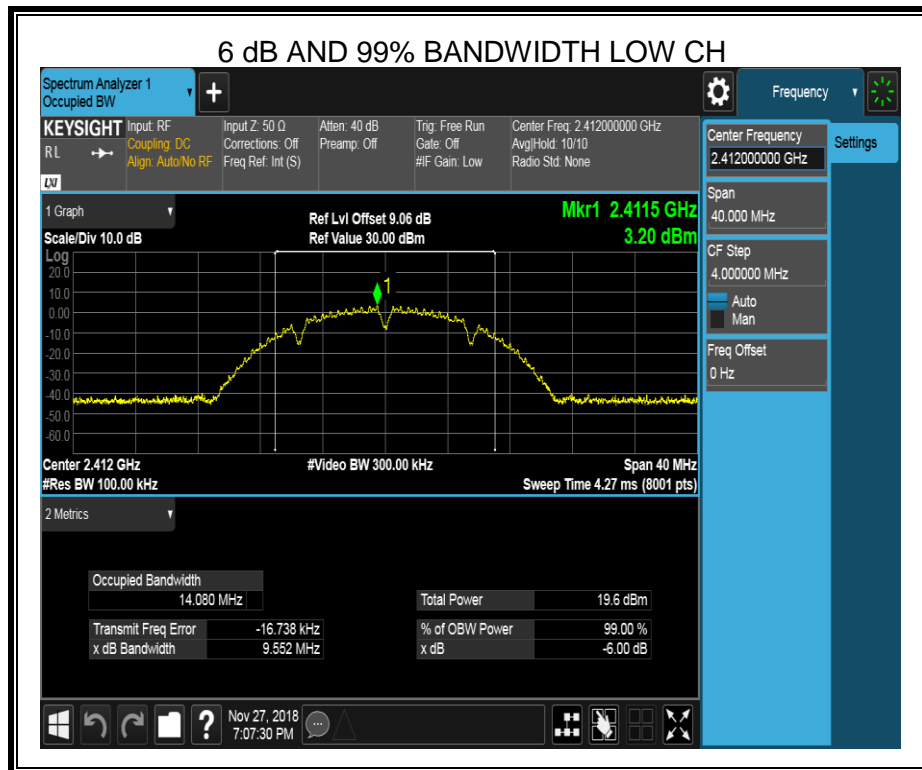 6 dB AND 99% BANDWIDTH LOW CH
Spectrum Analyzer 1
Occupied BW
+
Frequency
KEYSIGHT
RL
LXI
Input: RF
Coupling: DC
Align: Auto/No RF
Input Z: 50 Ω
Corrections: Off
Freq Ref: Int (S)
Atten: 40 dB
Preamp: Off
Trig: Free Run
Gate: Off
#IF Gain: Low
Center Freq: 2.412000000 GHz
Avg|Hold: 10/10
Radio Std: None
Center Frequency
2.412000000 GHz
Settings
Span
40.000 MHz
CF Step
4.000000 MHz
Auto
Man
Freq Offset
0 Hz
1 Graph
Scale/Div 10.0 dB
Ref Lvl Offset 9.06 dB
Ref Value 30.00 dBm
Mkr1 2.4115 GHz
3.20 dBm
Log
20.0
10.0
0.00
-10.0
-20.0
-30.0
-40.0
-50.0
-60.0
1
Center 2.412 GHz
#Res BW 100.00 kHz
#Video BW 300.00 kHz
Span 40 MHz
Sweep Time 4.27 ms (8001 pts)
2 Metrics
Occupied Bandwidth
14.080 MHz
Total Power 19.6 dBm
Transmit Freq Error -16.738 kHz
% of OBW Power 99.00 %
x dB Bandwidth 9.552 MHz
x dB -6.00 dB
?
Nov 27, 2018
7:07:30 PM